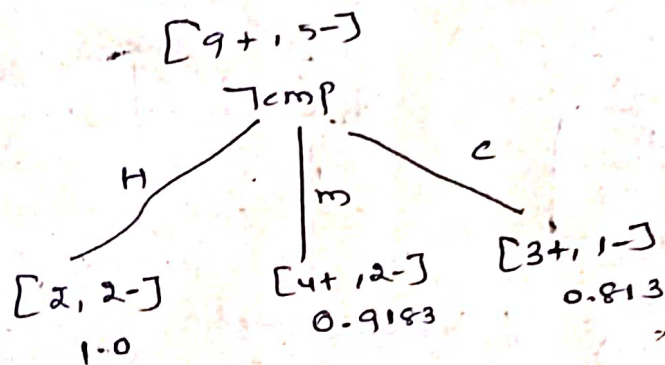 [9+, 5-]
Temp
H
m
C
[2, 2-]
[4+, 2-]
[3+, 1-]
1.0
0.9183
0.813